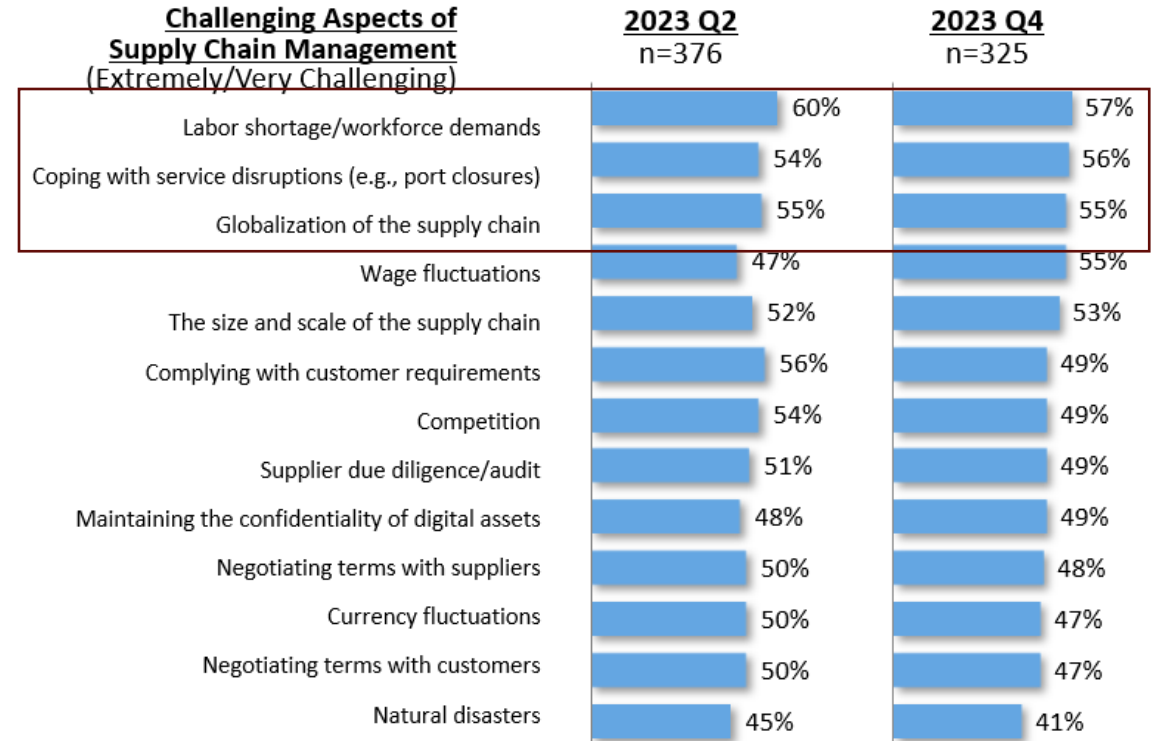 Challenging Aspects of
Supply Chain Management
(Extremely/Very Challenging)
2023 Q2
n=376
2023 Q4
n=325
Labor shortage/workforce demands 60% 57%
Coping with service disruptions (e.g., port closures) 54% 56%
Globalization of the supply chain 55% 55%
Wage fluctuations 47% 55%
The size and scale of the supply chain 52% 53%
Complying with customer requirements 56% 49%
Competition 54% 49%
Supplier due diligence/audit 51% 49%
Maintaining the confidentiality of digital assets 48% 49%
Negotiating terms with suppliers 50% 48%
Currency fluctuations 50% 47%
Negotiating terms with customers 50% 47%
Natural disasters 45% 41%